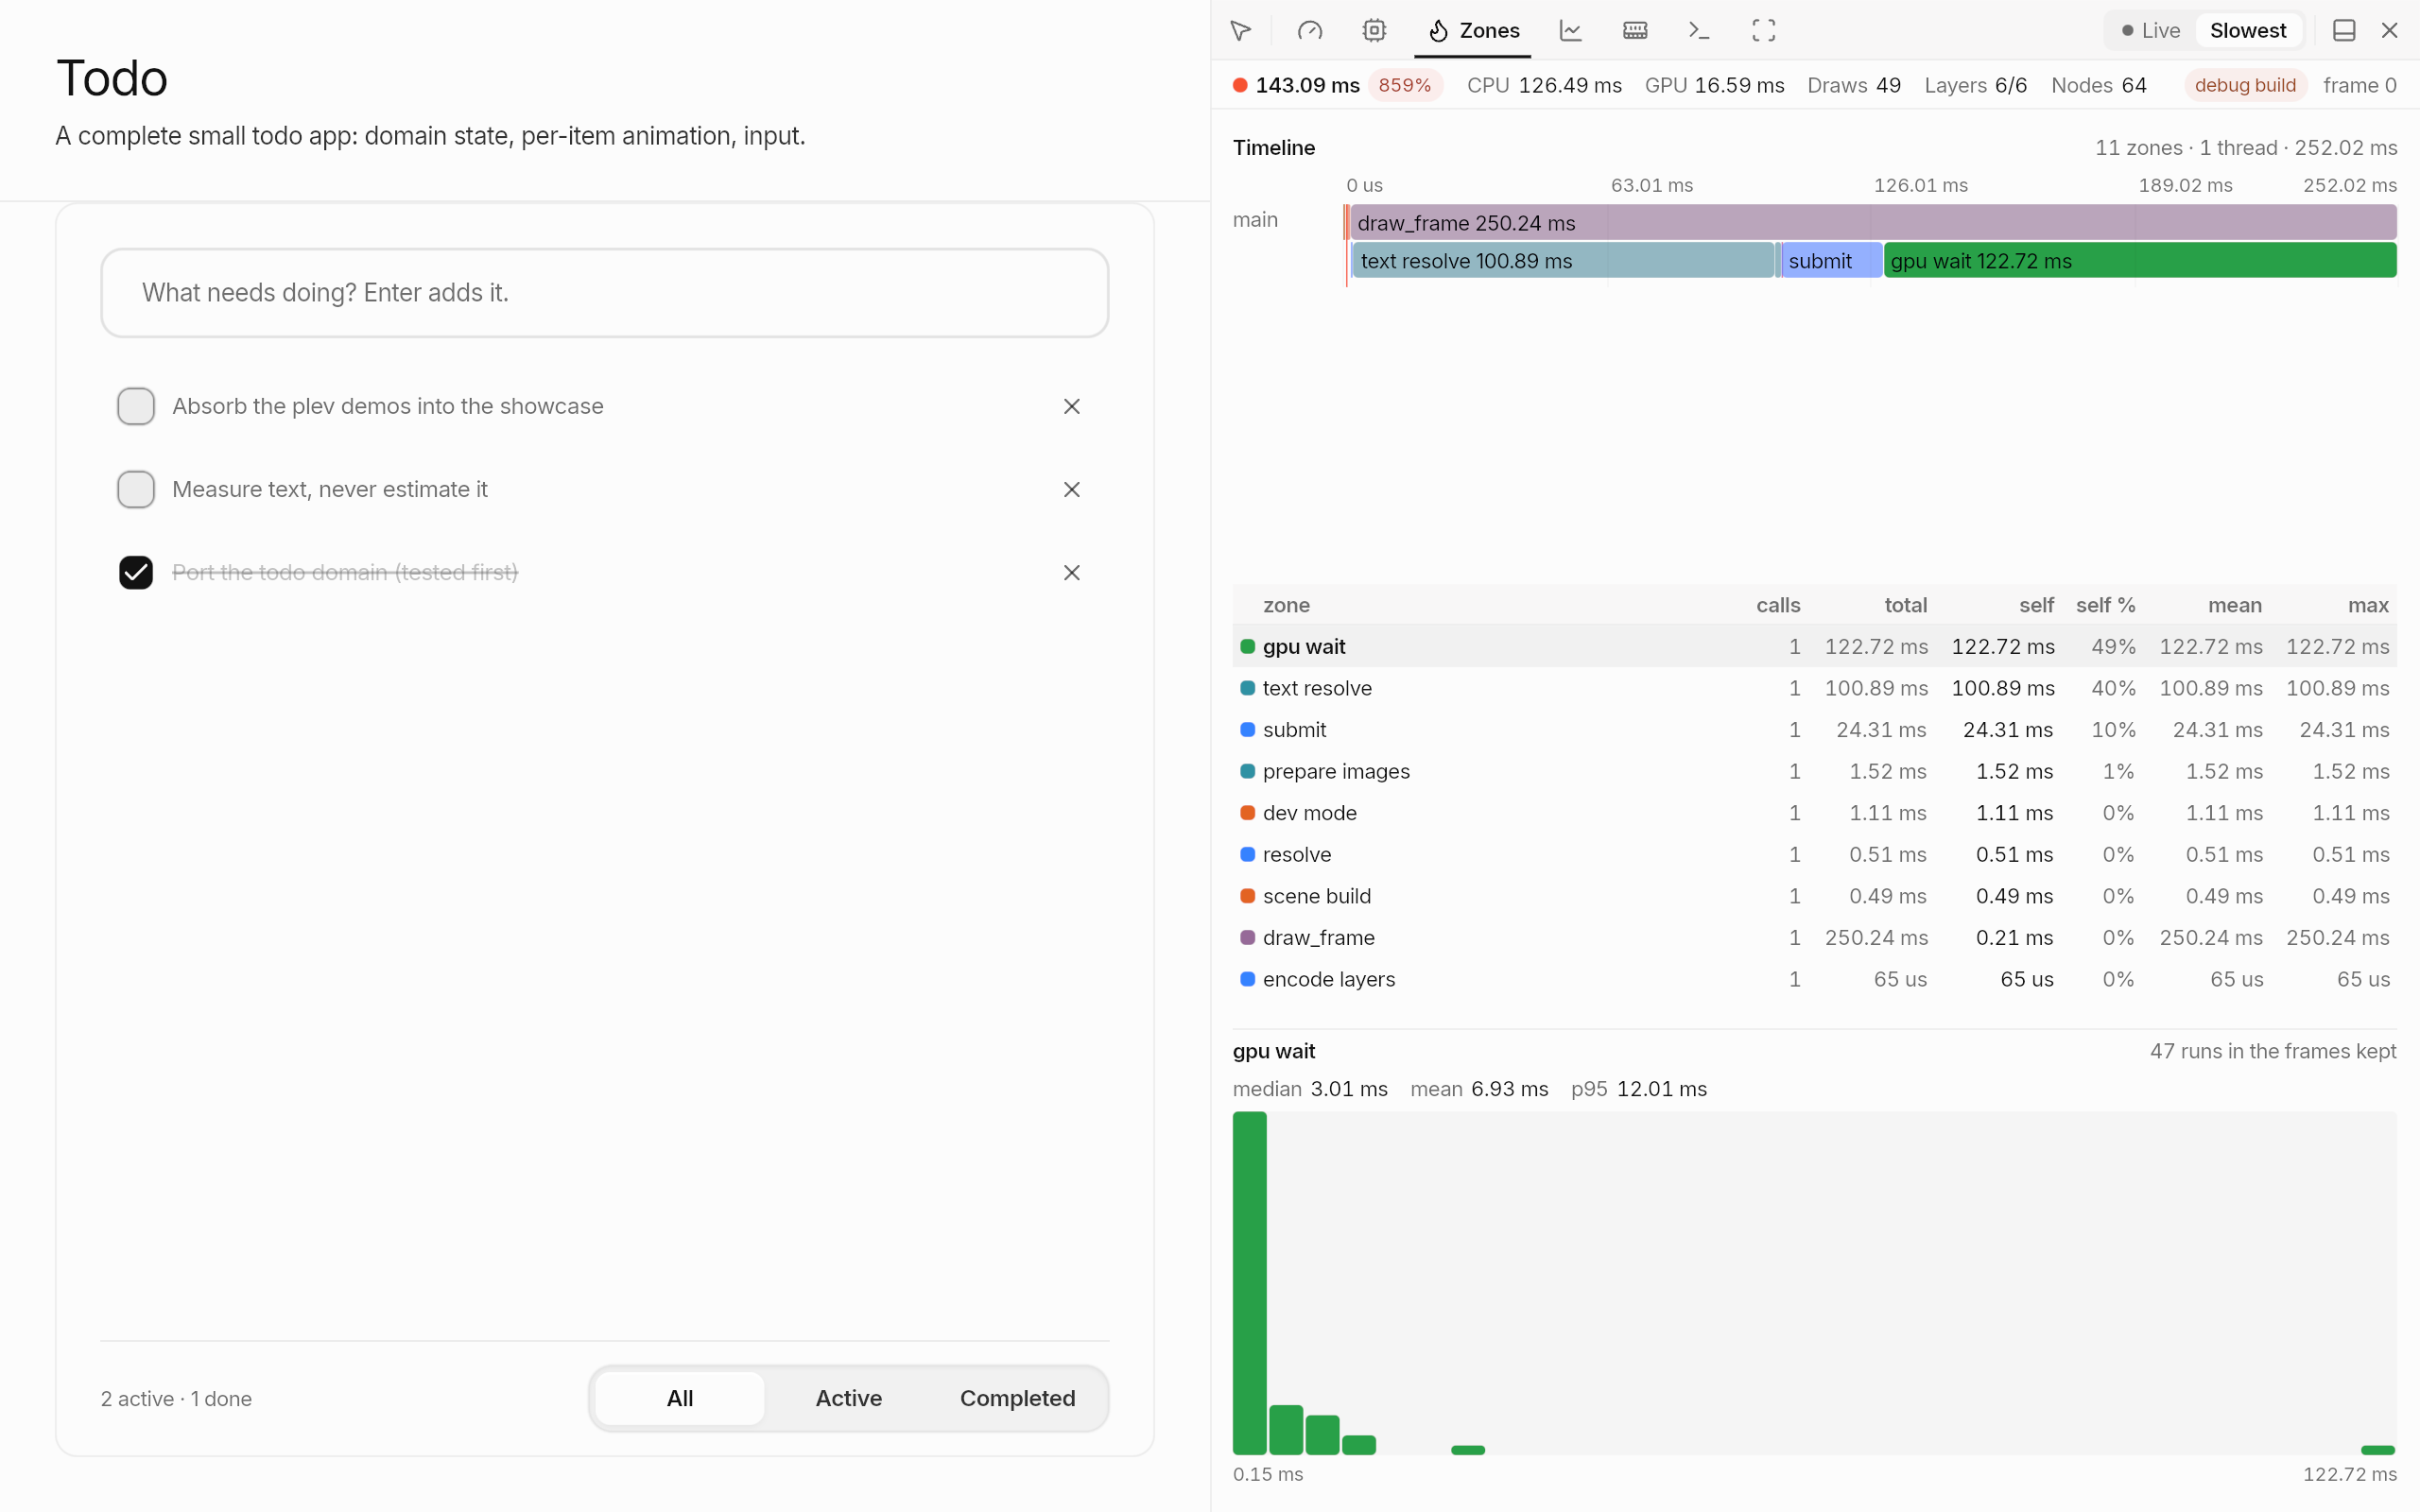 Todo
A complete small todo app: domain state, per-item animation, input.
What needs doing? Enter adds it.
Absorb the plev demos into the showcase
Measure text, never estimate it
Port the todo domain (tested first)
2 active · 1 done
All Active Completed
Zones Live Slowest
143.09 ms 859% CPU 126.49 ms GPU 16.59 ms Draws 49 Layers 6/6 Nodes 64 debug build frame 0
Timeline 11 zones · 1 thread · 252.02 ms
0 us 63.01 ms 126.01 ms 189.02 ms 252.02 ms
main draw_frame 250.24 ms
text resolve 100.89 ms submit gpu wait 122.72 ms
zone calls total self self % mean max
gpu wait 1 122.72 ms 122.72 ms 49% 122.72 ms 122.72 ms
text resolve 1 100.89 ms 100.89 ms 40% 100.89 ms 100.89 ms
submit 1 24.31 ms 24.31 ms 10% 24.31 ms 24.31 ms
prepare images 1 1.52 ms 1.52 ms 1% 1.52 ms 1.52 ms
dev mode 1 1.11 ms 1.11 ms 0% 1.11 ms 1.11 ms
resolve 1 0.51 ms 0.51 ms 0% 0.51 ms 0.51 ms
scene build 1 0.49 ms 0.49 ms 0% 0.49 ms 0.49 ms
draw_frame 1 250.24 ms 0.21 ms 0% 250.24 ms 250.24 ms
encode layers 1 65 us 65 us 0% 65 us 65 us
gpu wait 47 runs in the frames kept
median 3.01 ms mean 6.93 ms p95 12.01 ms
0.15 ms 122.72 ms